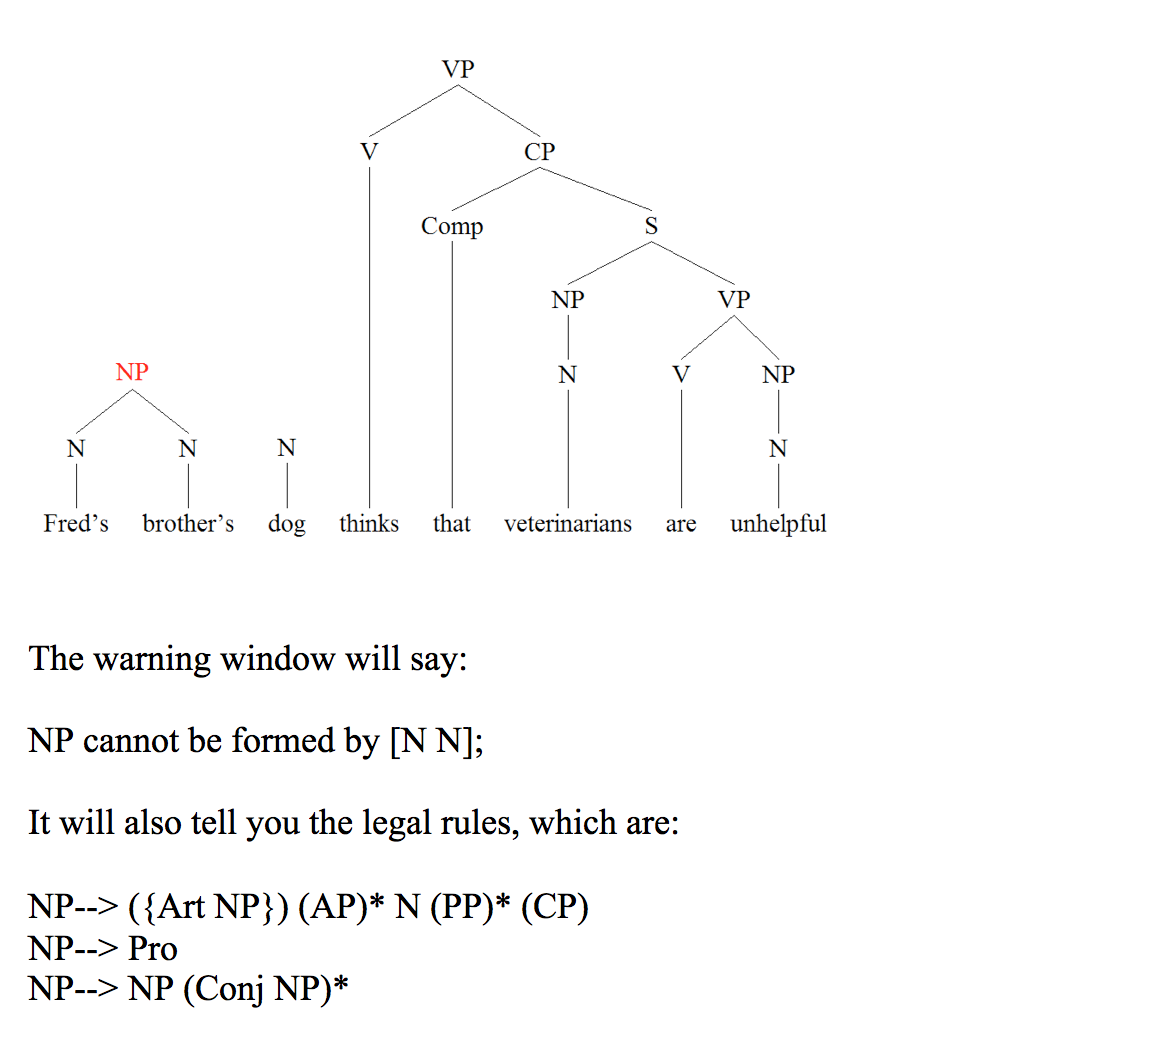 VP
V CP
Comp S
NP VP
NP N V NP
N N N N
Fred's brother's dog thinks that veterinarians are unhelpful
The warning window will say:
NP cannot be formed by [N N];
It will also tell you the legal rules, which are:
NP--> ({Art NP}) (AP)* N (PP)* (CP)
NP--> Pro
NP--> NP (Conj NP)*